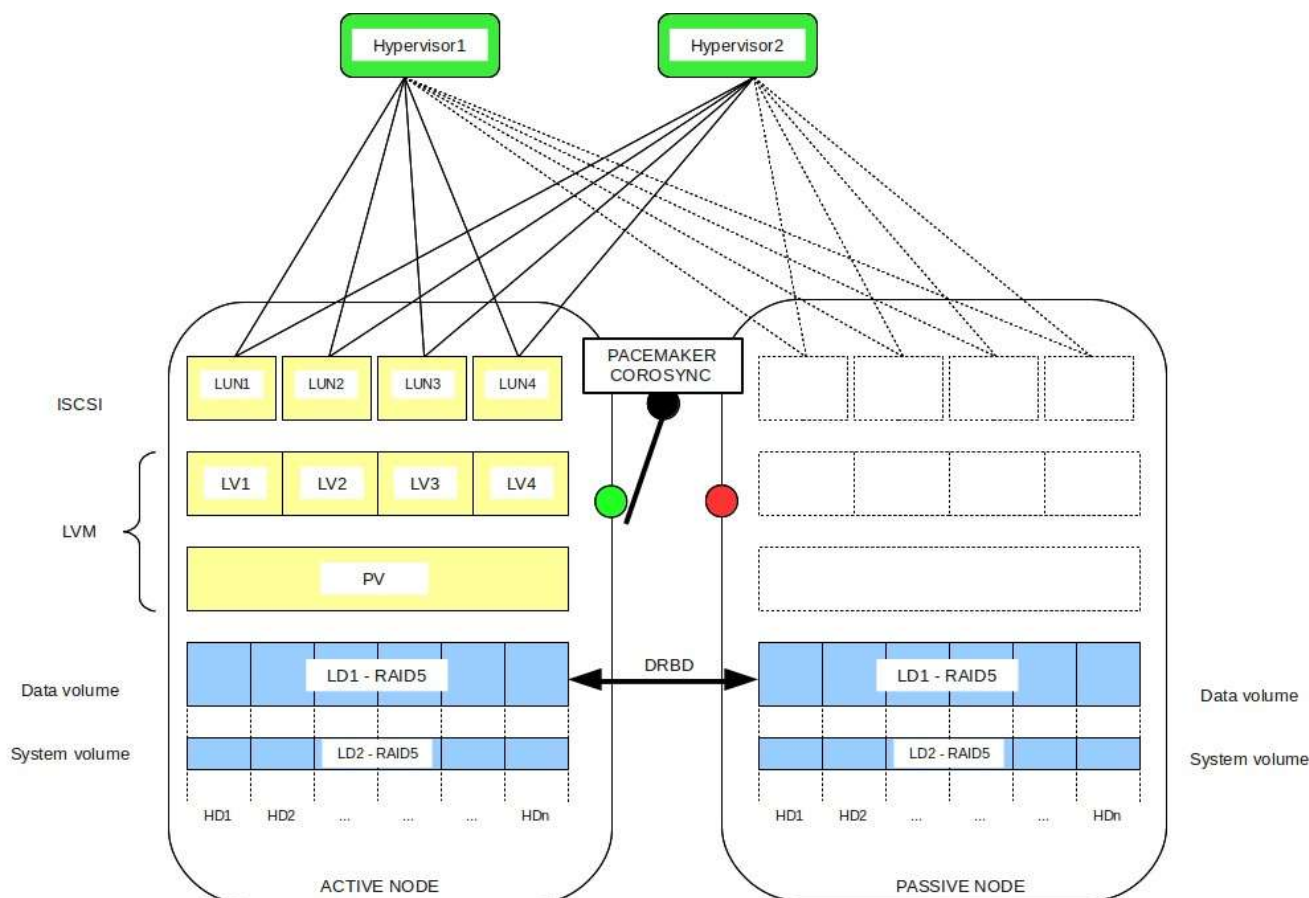 Hypervisor1
Hypervisor2
PACEMAKER
COROSYNC
ISCSI
LUN1
LUN2
LUN3
LUN4
LVM
LV1
LV2
LV3
LV4
PV
Data volume
LD1 - RAID5
DRBD
LD1 - RAID5
Data volume
System volume
LD2 - RAID5
LD2 - RAID5
System volume
HD1
HD2
...
...
...
HDn
HD1
HD2
...
...
...
HDn
ACTIVE NODE
PASSIVE NODE